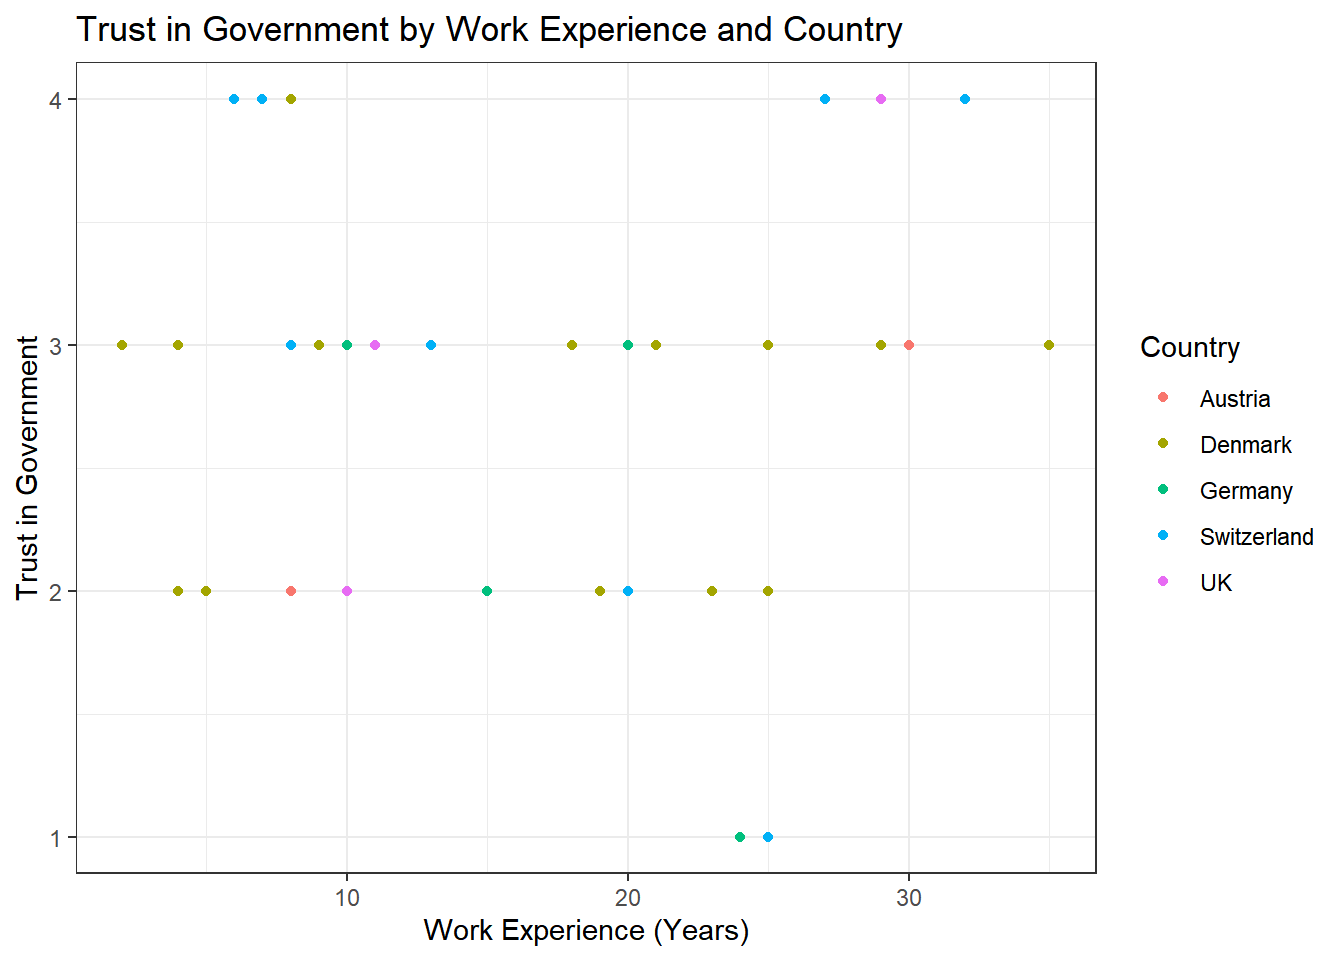 Trust in Government by Work Experience and Country
4
3
2
1
Trust in Government
10
20
30
Work Experience (Years)
Country
Austria
Denmark
Germany
Switzerland
UK